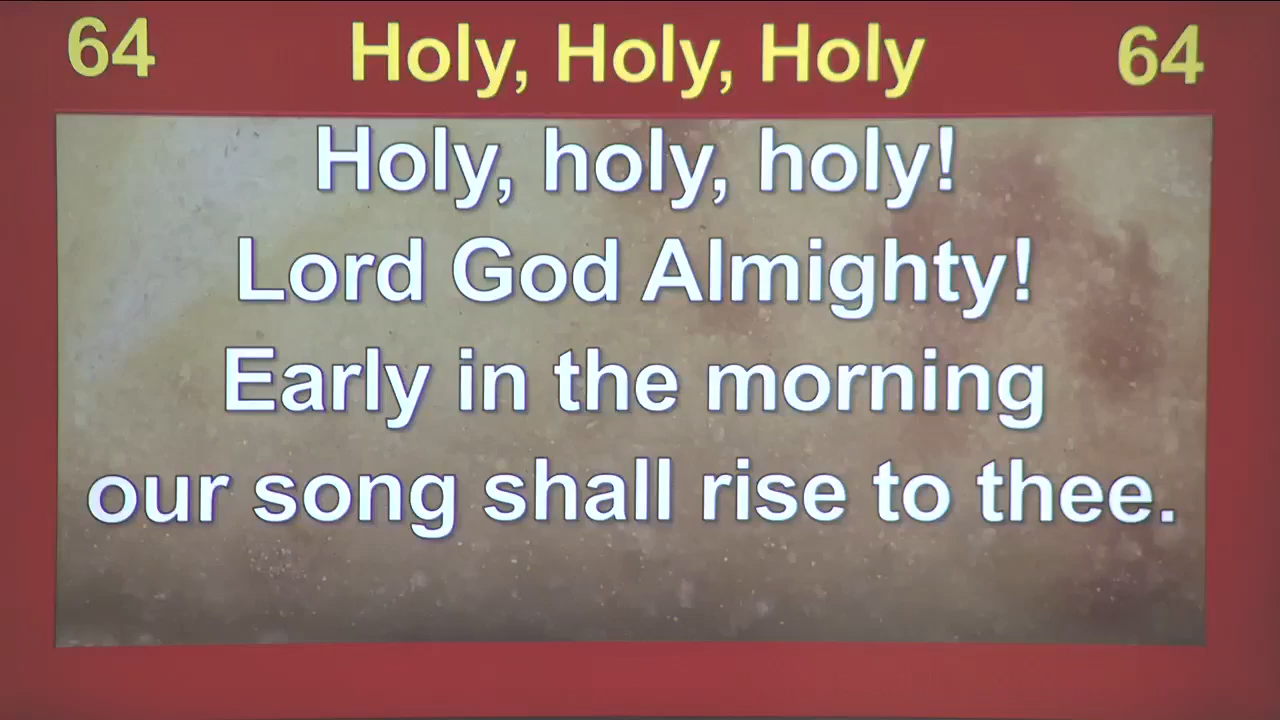 64 Holy, Holy, Holy 64
Holy, holy, holy!
Lord God Almighty!
Early in the morning
our song shall rise to thee.